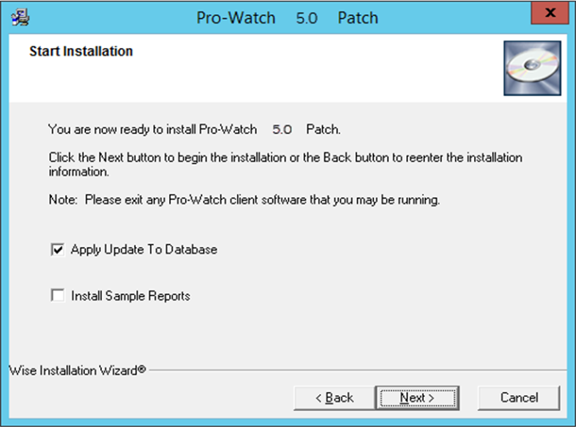 Pro-Watch 5.0 Patch
x
Start Installation
You are now ready to install Pro-Watch 5.0 Patch.
Click the Next button to begin the installation or the Back button to reenter the installation
information.
Note: Please exit any Pro-Watch client software that you may be running.
Apply Update To Database
Install Sample Reports
Wise Installation Wizard®
< Back Next > Cancel